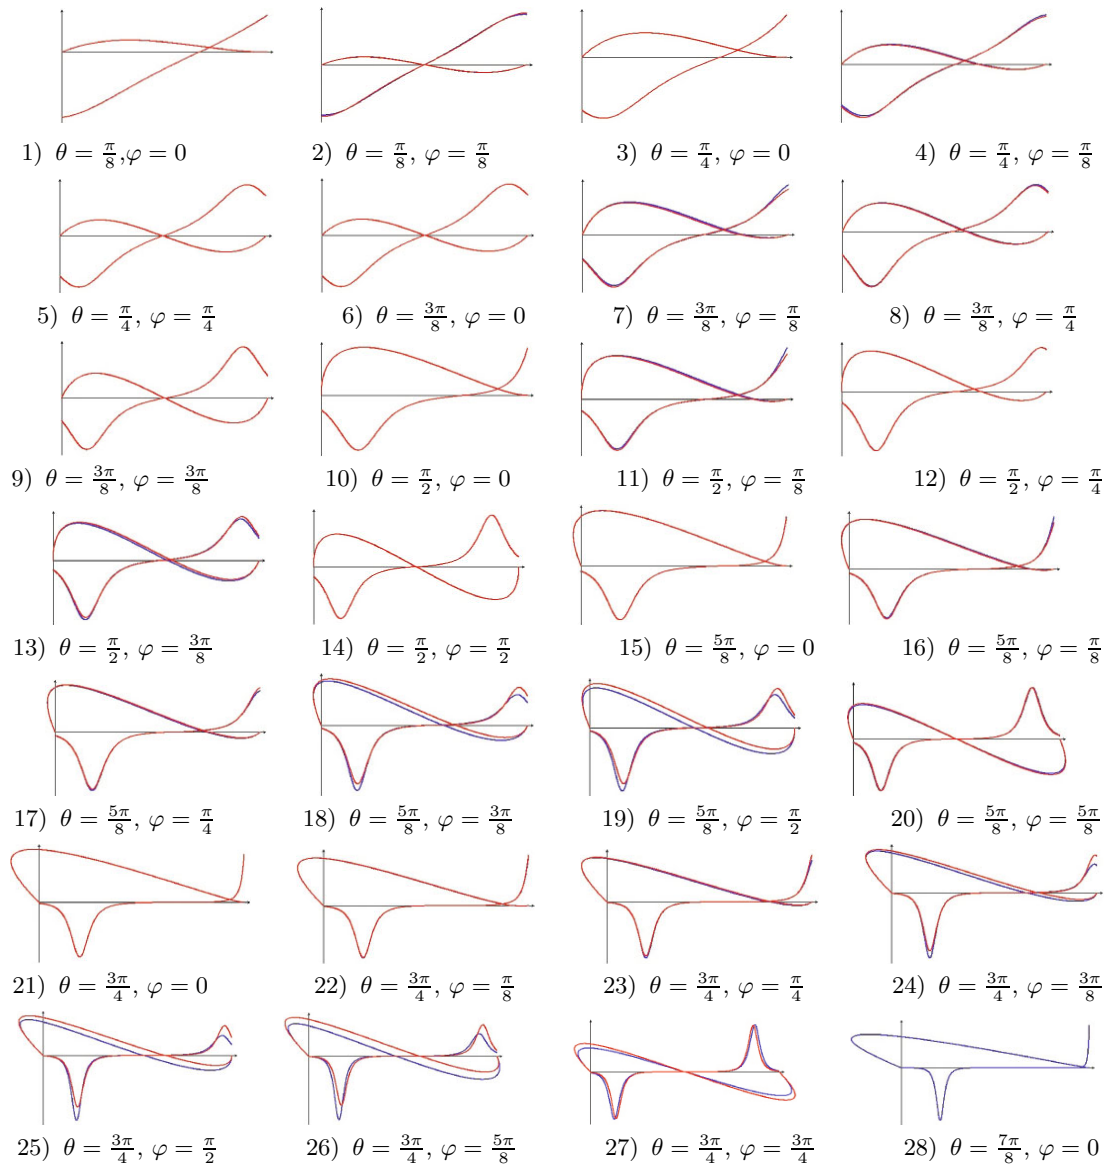 1) θ = π/8,φ = 0 2) θ = π/8, φ = π/8 3) θ = π/4, φ = 0 4) θ = π/4, φ = π/8
5) θ = π/4, φ = π/4 6) θ = 3π/8, φ = 0 7) θ = 3π/8, φ = π/8 8) θ = 3π/8, φ = π/4
9) θ = 3π/8, φ = 3π/8 10) θ = π/2, φ = 0 11) θ = π/2, φ = π/8 12) θ = π/2, φ = π/4
13) θ = π/2, φ = 3π/8 14) θ = π/2, φ = π/2 15) θ = 5π/8, φ = 0 16) θ = 5π/8, φ = π/8
17) θ = 5π/8, φ = π/4 18) θ = 5π/8, φ = 3π/8 19) θ = 5π/8, φ = π/2 20) θ = 5π/8, φ = 5π/8
21) θ = 3π/4, φ = 0 22) θ = 3π/4, φ = π/8 23) θ = 3π/4, φ = π/4 24) θ = 3π/4, φ = 3π/8
25) θ = 3π/4, φ = π/2 26) θ = 3π/4, φ = 5π/8 27) θ = 3π/4, φ = 3π/4 28) θ = 7π/8, φ = 0